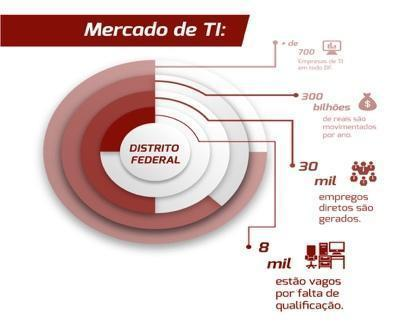 Mercado de TI:
+ de
700
Empresas de TI
em todo DF.
300
bilhões
de reais são
movimentados
por ano.
DISTRITO
FEDERAL
30
mil
empregos
diretos são
gerados.
8
mil
estão vagos
por falta de
qualificação.